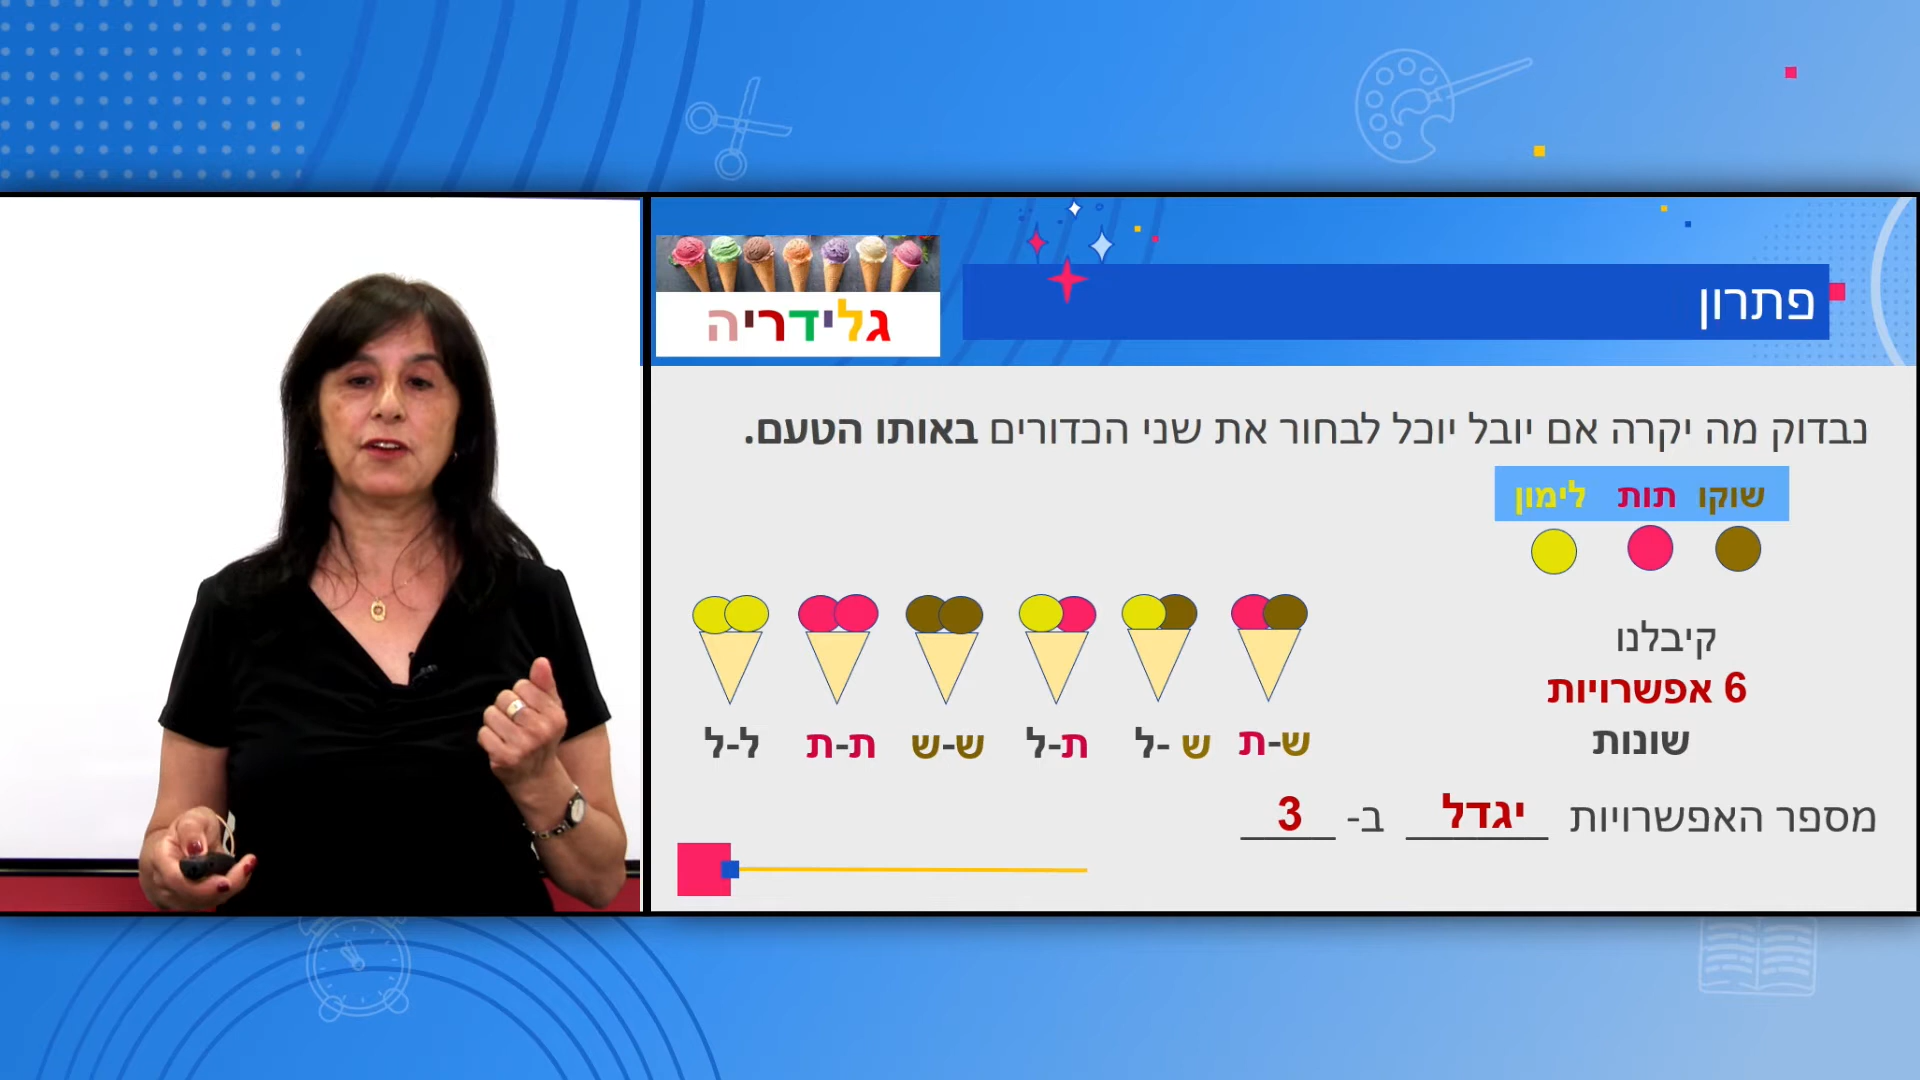 פתרון
גלידריה
נבדוק מה יקרה אם יובל יוכל לבחור את שני הכדורים באותו הטעם.
שוקו תות לימון
קיבלנו
6 אפשרויות
שונות
ש-ת ש -ל ת-ל ש-ש ת-ת ל-ל
מספר האפשרויות יגדל ב- 3